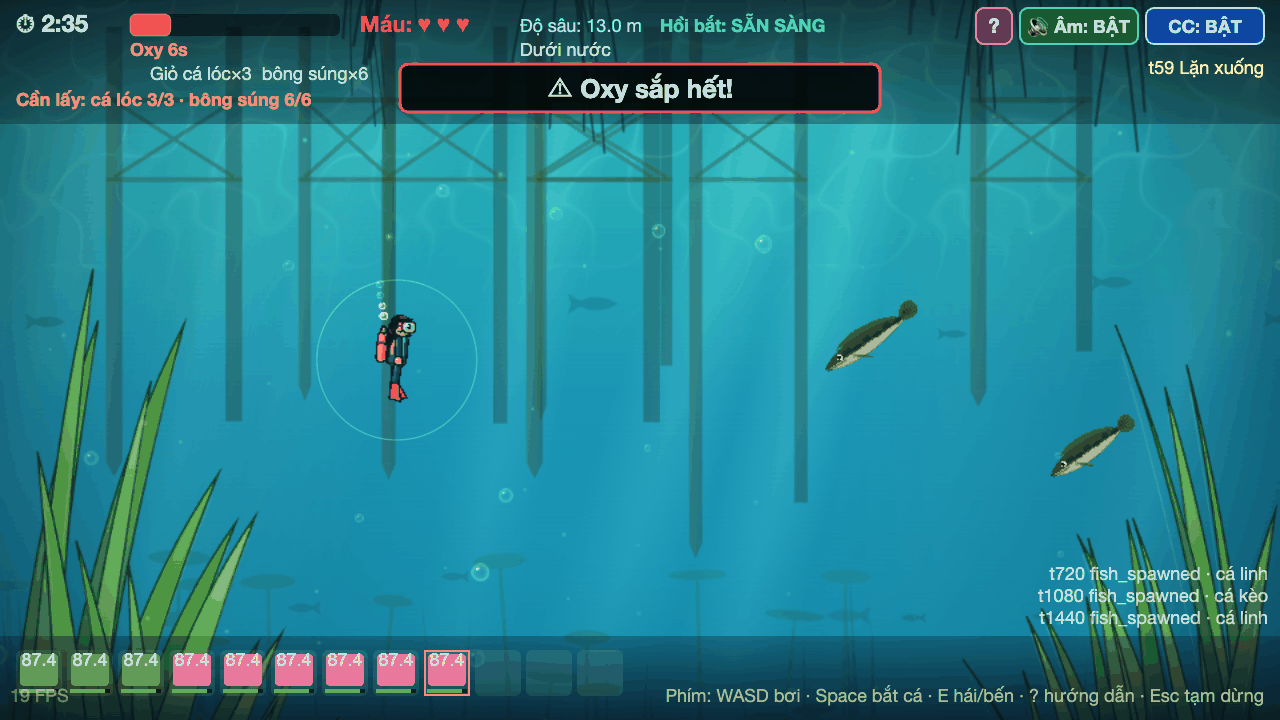 2:35
Oxy 6s
Máu: ♥ ♥ ♥
Độ sâu: 13.0 m
Hồi bắt: SẴN SÀNG
Dưới nước
?
Âm: BẬT
CC: BẬT
Giỏ cá lóc×3 bông súng×6
t59 Lặn xuống
Cần lấy: cá lóc 3/3 · bông súng 6/6
⚠ Oxy sắp hết!
t720 fish_spawned · cá linh
t1080 fish_spawned · cá kèo
t1440 fish_spawned · cá linh
87.4 87.4 87.4 87.4 87.4 87.4 87.4 87.4 87.4
19 FPS
Phím: WASD bơi · Space bắt cá · E hái/bến · ? hướng dẫn · Esc tạm dừng